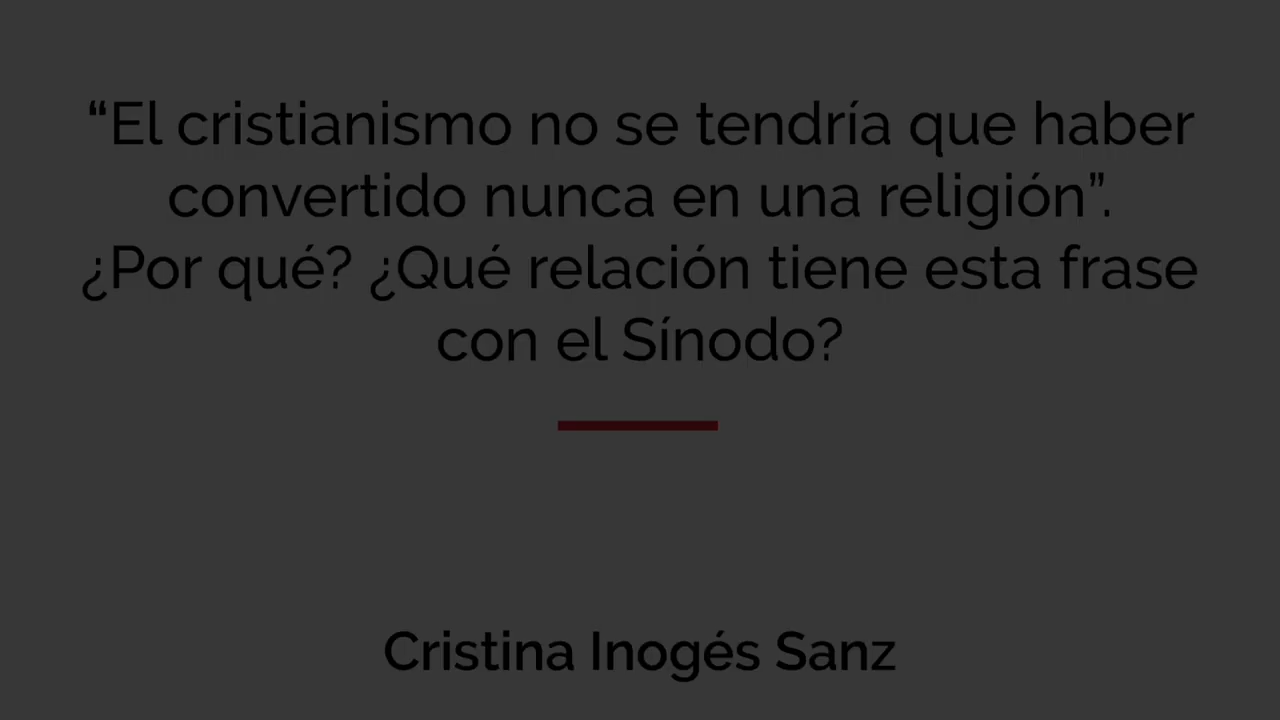 “El cristianismo no se tendría que haber
convertido nunca en una religión”.
¿Por qué? ¿Qué relación tiene esta frase
con el Sínodo?
Cristina Inogés Sanz